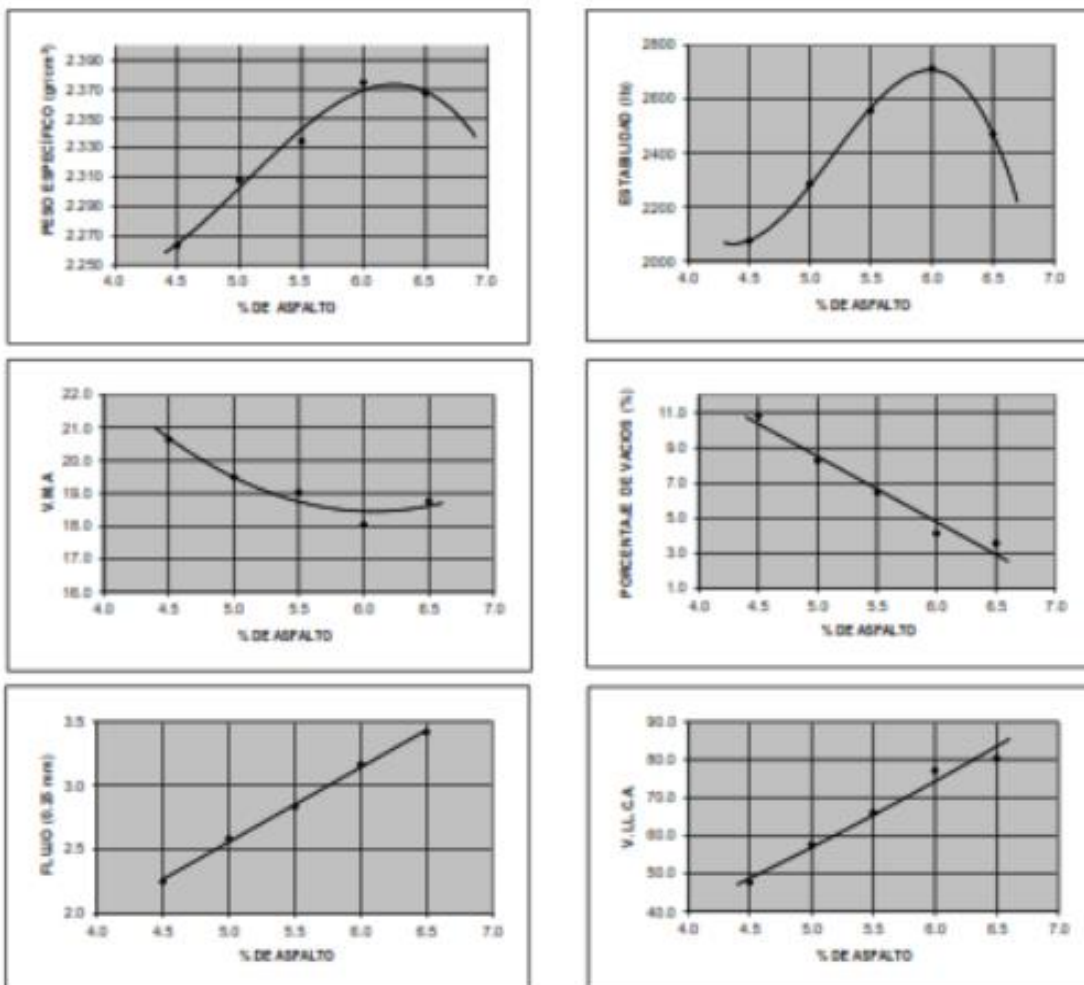 PESO ESPECÍFICO (gr/cm³)
2.390
2.370
2.350
2.330
2.310
2.290
2.270
2.250
4.0 4.5 5.0 5.5 6.0 6.5 7.0
% DE ASFALTO
ESTABILIDAD (lb)
2800
2600
2400
2200
2000
4.0 4.5 5.0 5.5 6.0 6.5 7.0
% DE ASFALTO
V.M.A
22.0
21.0
20.0
19.0
18.0
17.0
16.0
4.0 4.5 5.0 5.5 6.0 6.5 7.0
% DE ASFALTO
PORCENTAJE DE VACIOS (%)
11.0
9.0
7.0
5.0
3.0
1.0
4.0 4.5 5.0 5.5 6.0 6.5 7.0
% DE ASFALTO
FLUJO (0.25 mm)
3.5
3.0
2.5
2.0
4.0 4.5 5.0 5.5 6.0 6.5 7.0
% DE ASFALTO
V.LL.C.A
90.0
80.0
70.0
60.0
50.0
40.0
4.0 4.5 5.0 5.5 6.0 6.5 7.0
% DE ASFALTO